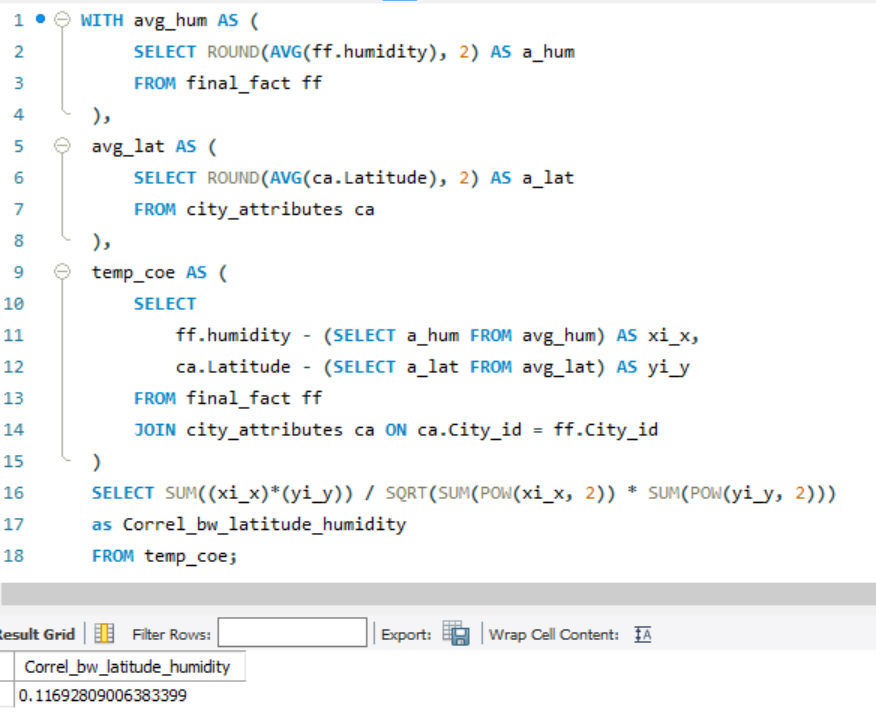 1 WITH avg_hum AS (
2 SELECT ROUND(AVG(ff.humidity), 2) AS a_hum
3 FROM final_fact ff
4 ),
5 avg_lat AS (
6 SELECT ROUND(AVG(ca.Latitude), 2) AS a_lat
7 FROM city_attributes ca
8 ),
9 temp_coe AS (
10 SELECT
11 ff.humidity - (SELECT a_hum FROM avg_hum) AS xi_x,
12 ca.Latitude - (SELECT a_lat FROM avg_lat) AS yi_y
13 FROM final_fact ff
14 JOIN city_attributes ca ON ca.City_id = ff.City_id
15 )
16 SELECT SUM((xi_x)*(yi_y)) / SQRT(SUM(POW(xi_x, 2)) * SUM(POW(yi_y, 2)))
17 as Correl_bw_latitude_humidity
18 FROM temp_coe;
Result Grid Filter Rows: Export: Wrap Cell Content: IA
Correl_bw_latitude_humidity
0.11692809006383399